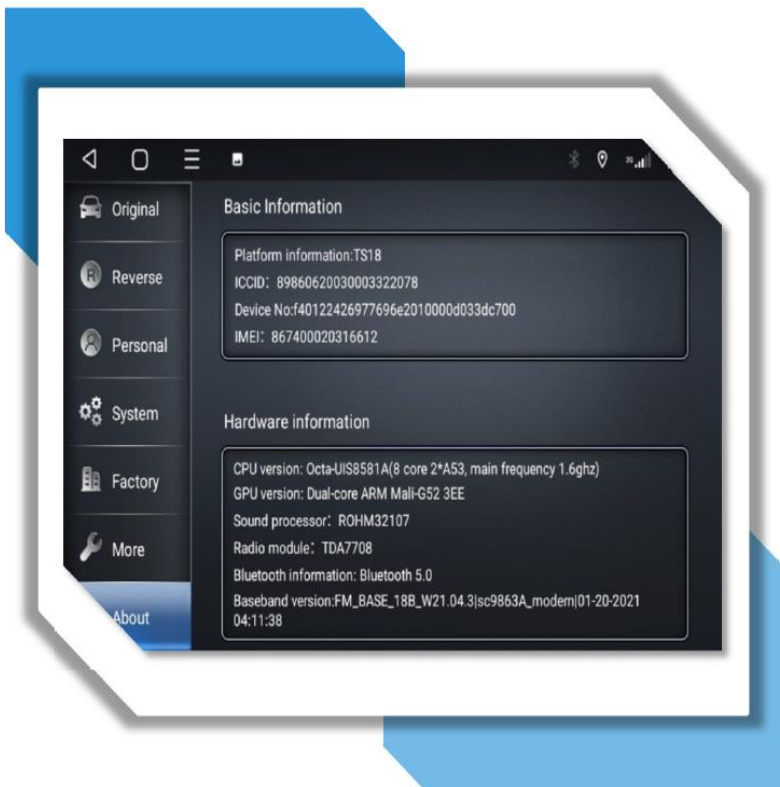 Original
Reverse
Personal
System
Factory
More
About
Basic Information
Platform information:TS18
ICCID: 89860620030003322078
Device No:f40122426977696e2010000d033dc700
IMEI: 867400020316612
Hardware information
CPU version: Octa-UIS8581A(8 core 2*A53, main frequency 1.6ghz)
GPU version: Dual-core ARM Mali-G52 3EE
Sound processor: ROHM32107
Radio module: TDA7708
Bluetooth information: Bluetooth 5.0
Baseband version:FM_BASE_18B_W21.04.3|sc9863A_modem|01-20-2021
04:11:38